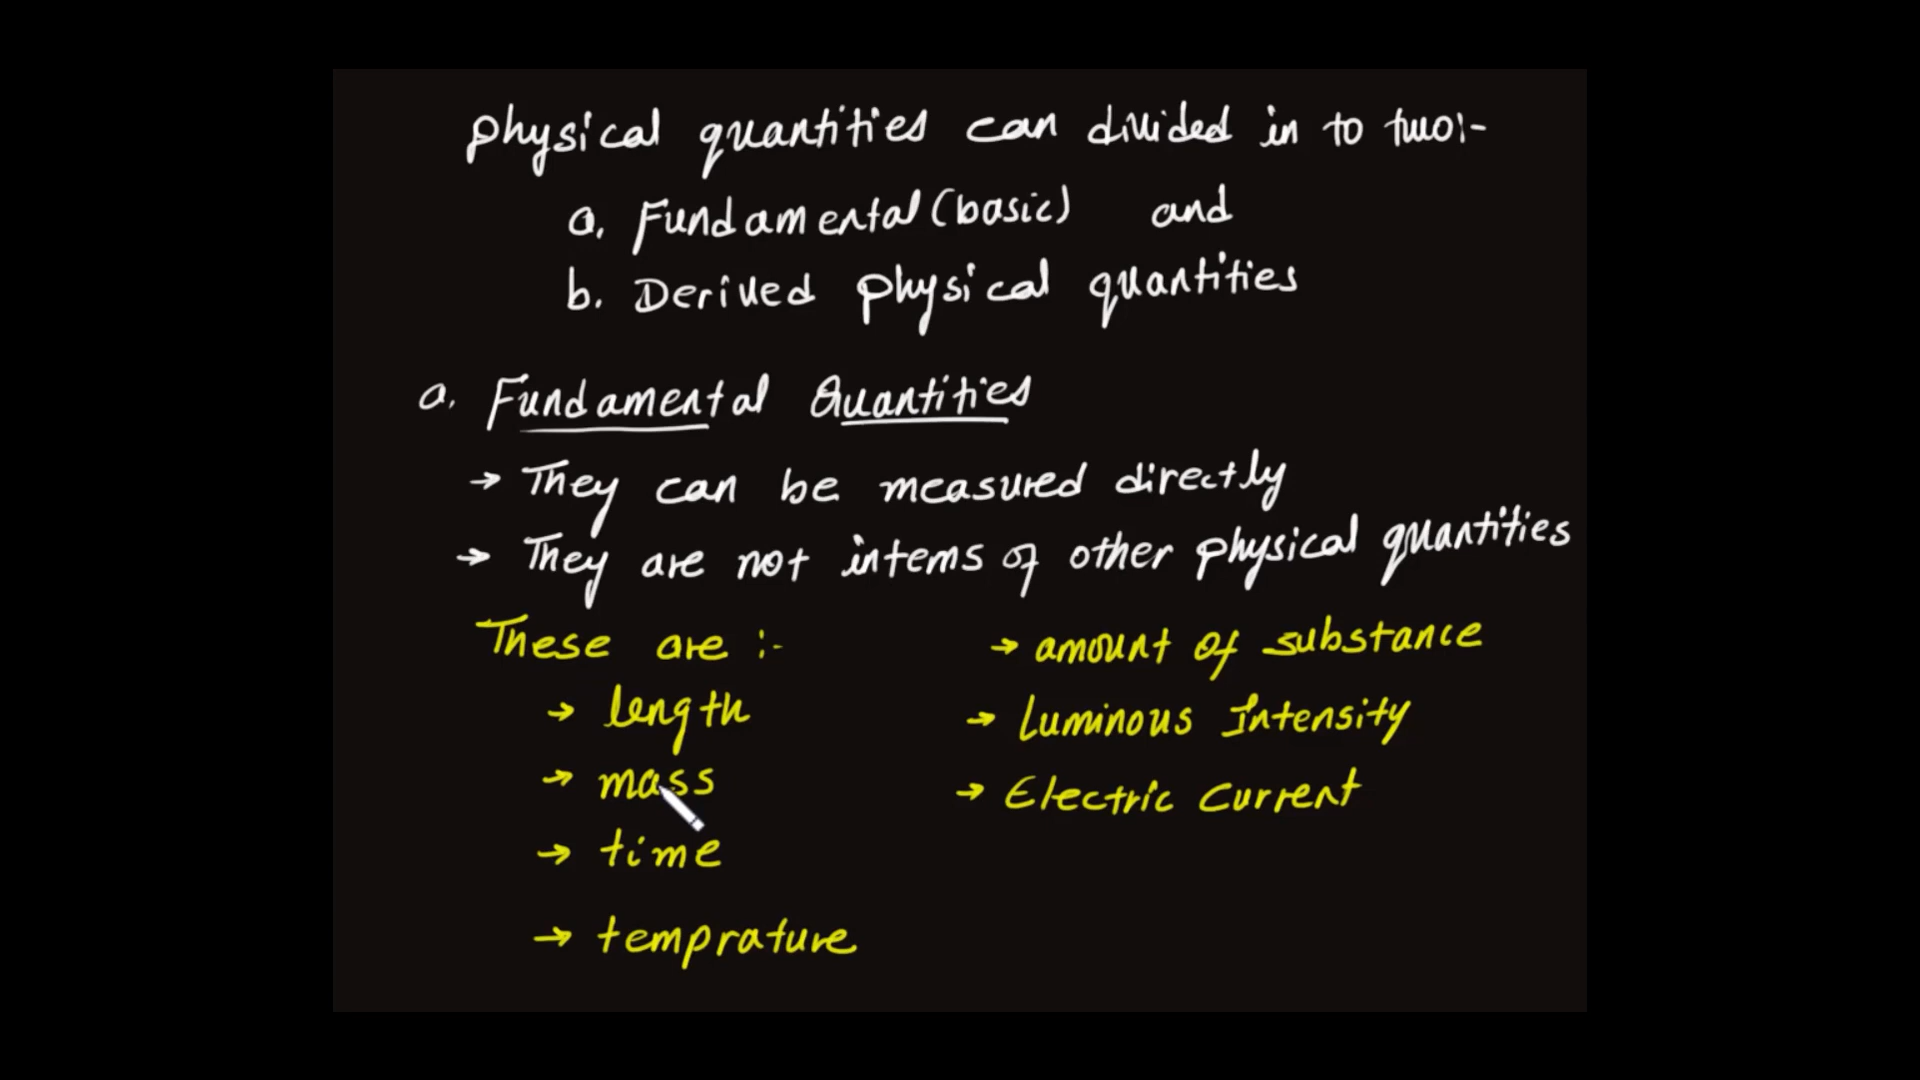 physical quantities can divided in to two:-
a. Fundamental (basic) and
b. Derived physical quantities
a. Fundamental Quantities
→ They can be measured directly
→ They are not intems of other physical quantities
These are :-
→ length
→ mass
→ time
→ temprature
→ amount of substance
→ Luminous Intensity
→ Electric Current